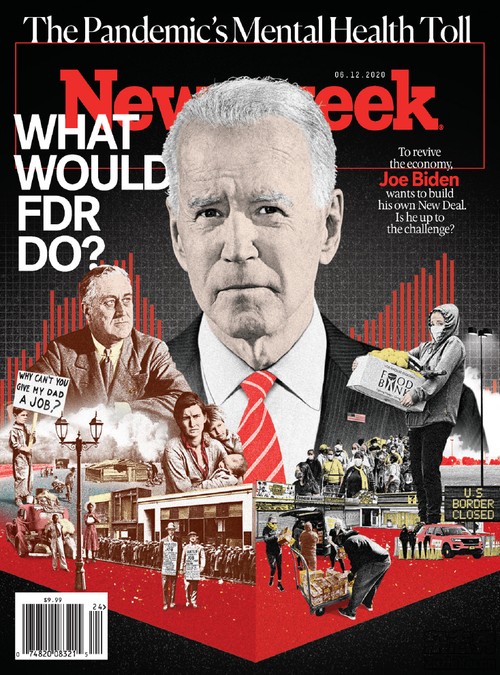 The Pandemic's Mental Health Toll
06.12.2020
Newsweek
WHAT
WOULD
FDR
DO?
To revive
the economy,
Joe Biden
wants to build
his own New Deal.
Is he up to
the challenge?
WHY CAN'T YOU
GIVE MY DAD
A JOB?
FOOD
BANK
U.S
BORDER
CLOSED
$9.99
24>
0 74820 08321 5